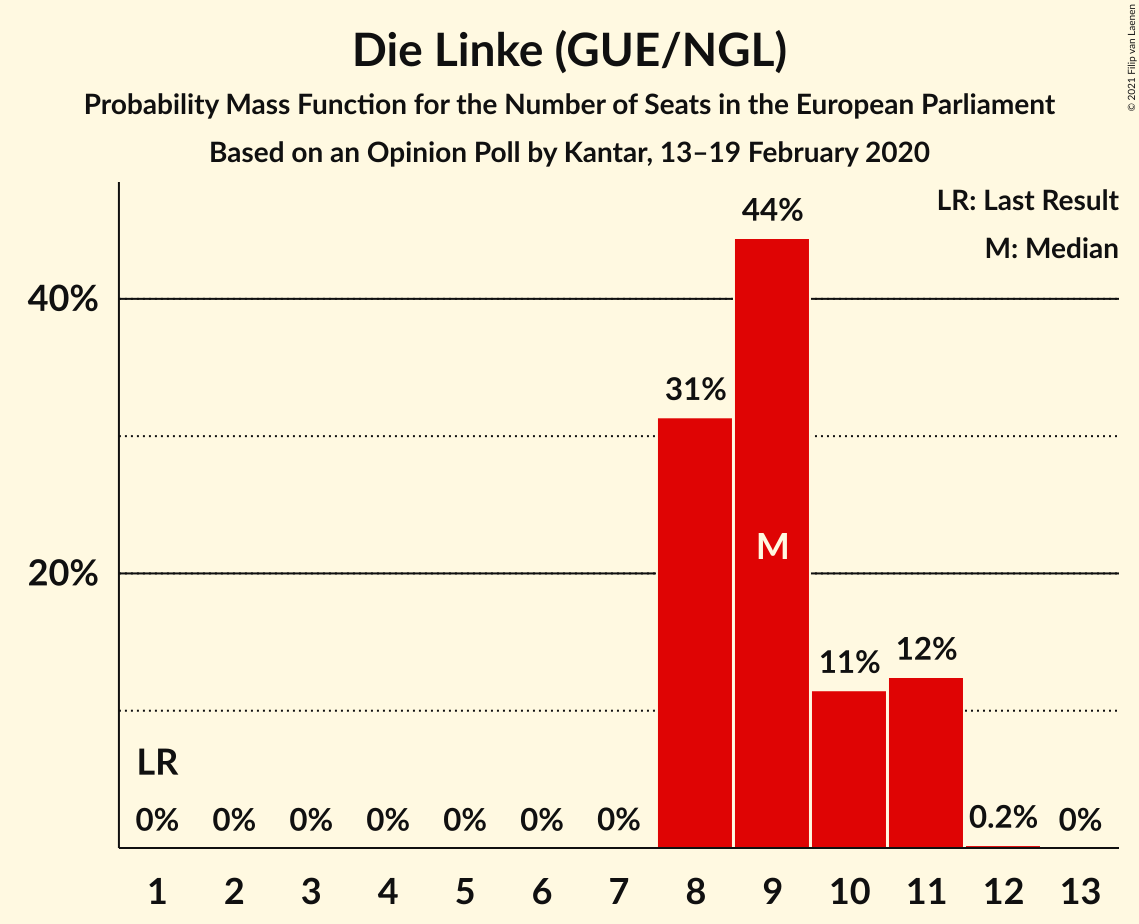 Die Linke (GUE/NGL)
Probability Mass Function for the Number of Seats in the European Parliament
Based on an Opinion Poll by Kantar, 13–19 February 2020
© 2021 Filip van Laenen
LR: Last Result
M: Median
44%
40%
31%
M
20%
12%
11%
LR
0% 0% 0% 0% 0% 0% 0% 0.2% 0%
1 2 3 4 5 6 7 8 9 10 11 12 13